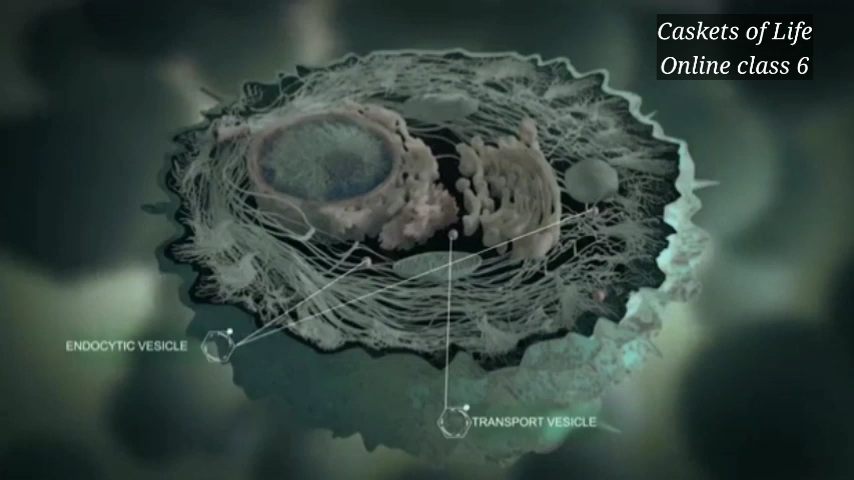 Caskets of Life
Online class 6
ENDOCYTIC VESICLE
TRANSPORT VESICLE